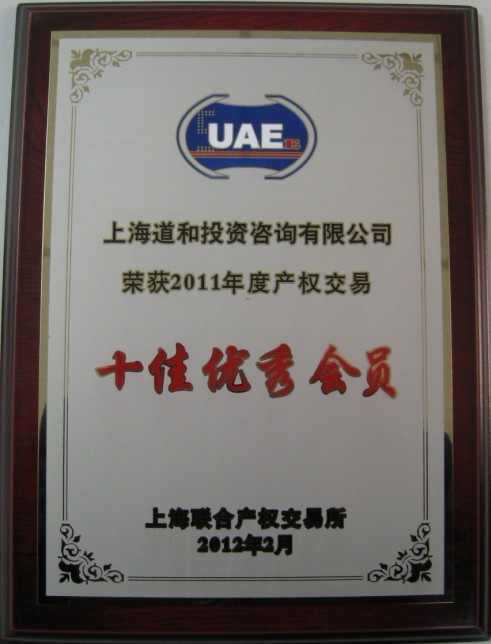 UAE
上海道和投资咨询有限公司
荣获2011年度产权交易
十佳优秀会员
上海联合产权交易所
2012年2月